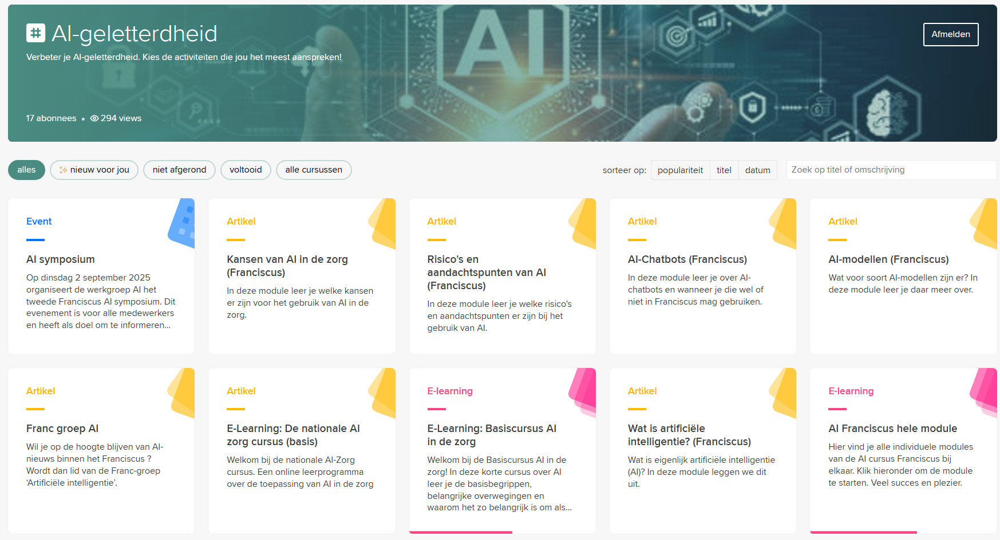 AI
# AI-geletterdheid
Afmelden
Verbeter je AI-geletterdheid. Kies de activiteiten die jou het meest aanspreken!
17 abonnees • 294 views
alles
nieuw voor jou
niet afgerond
voltooid
alle cursussen
sorteer op:
populariteit
titel
datum
Zoek op titel of omschrijving
Event
AI symposium
Op dinsdag 2 september 2025
organiseert de werkgroep AI het
tweede Franciscus AI symposium. Dit
evenement is voor alle medewerkers
en heeft als doel om te informeren...
Artikel
Kansen van AI in de zorg
(Franciscus)
In deze module leer je welke kansen
er zijn voor het gebruik van AI in de
zorg.
Artikel
Risico's en
aandachtspunten van AI
(Franciscus)
In deze module leer je welke risico's
en aandachtspunten er zijn bij het
gebruik van AI.
Artikel
AI-Chatbots (Franciscus)
In deze module leer je over AI-
chatbots en wanneer je die wel of
niet in Franciscus mag gebruiken.
Artikel
AI-modellen (Franciscus)
Wat voor soort AI-modellen zijn er? In
deze module leer je daar meer over.
Artikel
Franc groep AI
Wil je op de hoogte blijven van AI-
nieuws binnen het Franciscus ?
Wordt dan lid van de Franc-groep
‘Artificiële intelligentie’.
Artikel
E-Learning: De nationale AI
zorg cursus (basis)
Welkom bij de nationale AI-Zorg
cursus. Een online leerprogramma
over de toepassing van AI in de zorg
E-learning
E-Learning: Basiscursus AI
in de zorg
Welkom bij de Basiscursus AI in de
zorg! In deze korte cursus over AI
leer je de basisbegrippen,
belangrijke overwegingen en
waarom het zo belangrijk is om als...
Artikel
Wat is artificiële
intelligentie? (Franciscus)
Wat is eigenlijk artificiële intelligentie
(AI)? In deze module leggen we dit
uit.
E-learning
AI Franciscus hele module
Hier vind je alle individuele modules
van de AI cursus Franciscus bij
elkaar. Klik hieronder om de module
te starten. Veel succes en plezier.